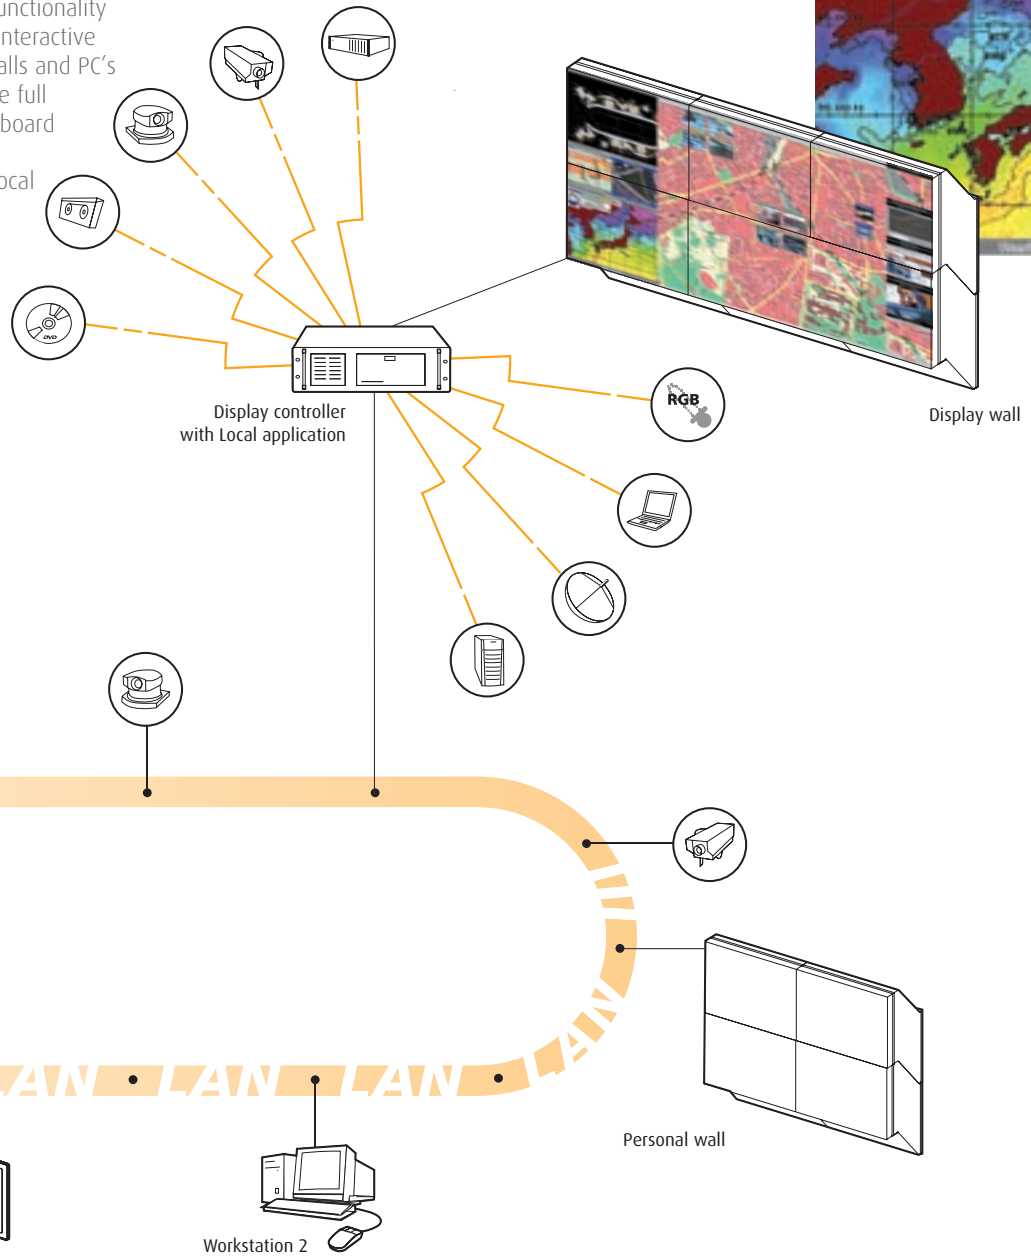 unctionality
nteractive
alls and PC's
e full
board
ocal
DVD
Display controller
with Local application
RGB
Display wall
LAN
LAN
LAN
LAN
Personal wall
Workstation 2